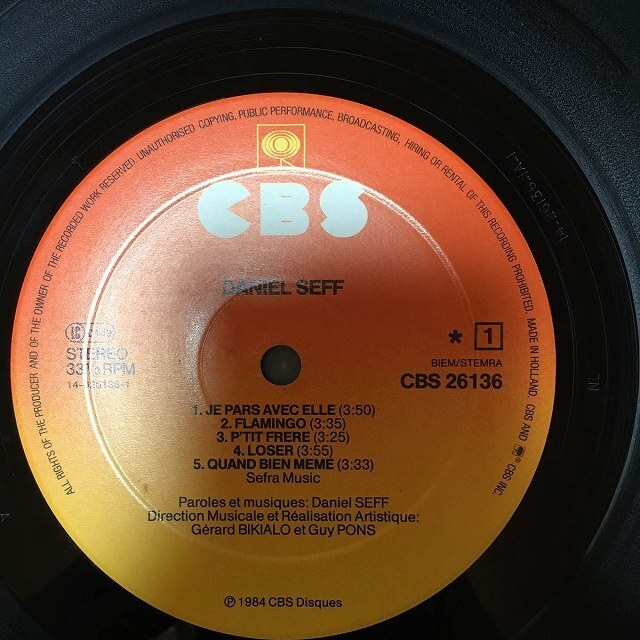 ALL RIGHTS OF THE PRODUCER AND OF THE OWNER OF THE RECORDED WORK RESERVED. UNAUTHORISED COPYING, PUBLIC PERFORMANCE, BROADCASTING, HIRING OR RENTAL OF THIS RECORDING PROHIBITED. MADE IN HOLLAND. CBS AND CBS INC.
CBS
DANIEL SEFF
STEREO
33 1/3 RPM
* 1
BIEM/STEMRA
CBS 26136
1. JE PARS AVEC ELLE (3:50)
2. FLAMINGO (3:35)
3. P'TIT FRERE (3:25)
4. LOSER (3:55)
5. QUAND BIEN MEME (3:33)
Sefra Music
Paroles et musiques: Daniel SEFF
Direction Musicale et Réalisation Artistique:
Gérard BIKIALO et Guy PONS
℗ 1984 CBS Disques